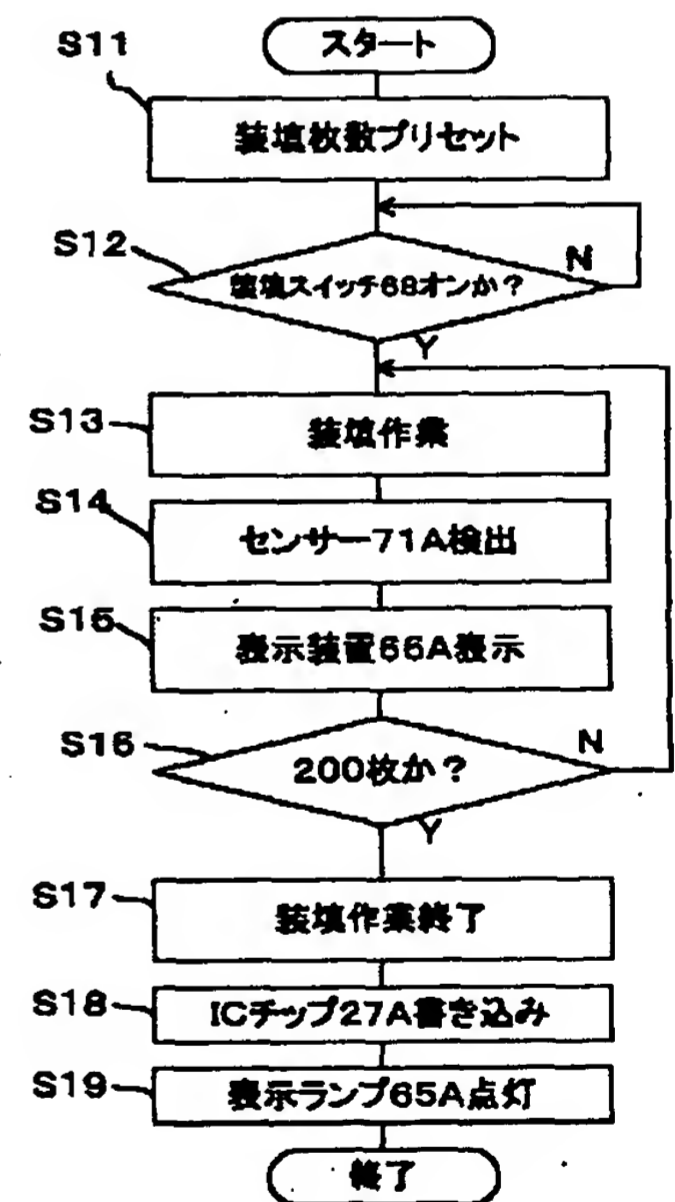 スタート
S11
装填枚数プリセット
S12
装填スイッチ68オンか?
N
Y
S13
装填作業
S14
センサー71A検出
S15
表示装置66A表示
S16
200枚か?
N
Y
S17
装填作業終了
S18
ICチップ27A書き込み
S19
表示ランプ65A点灯
終了